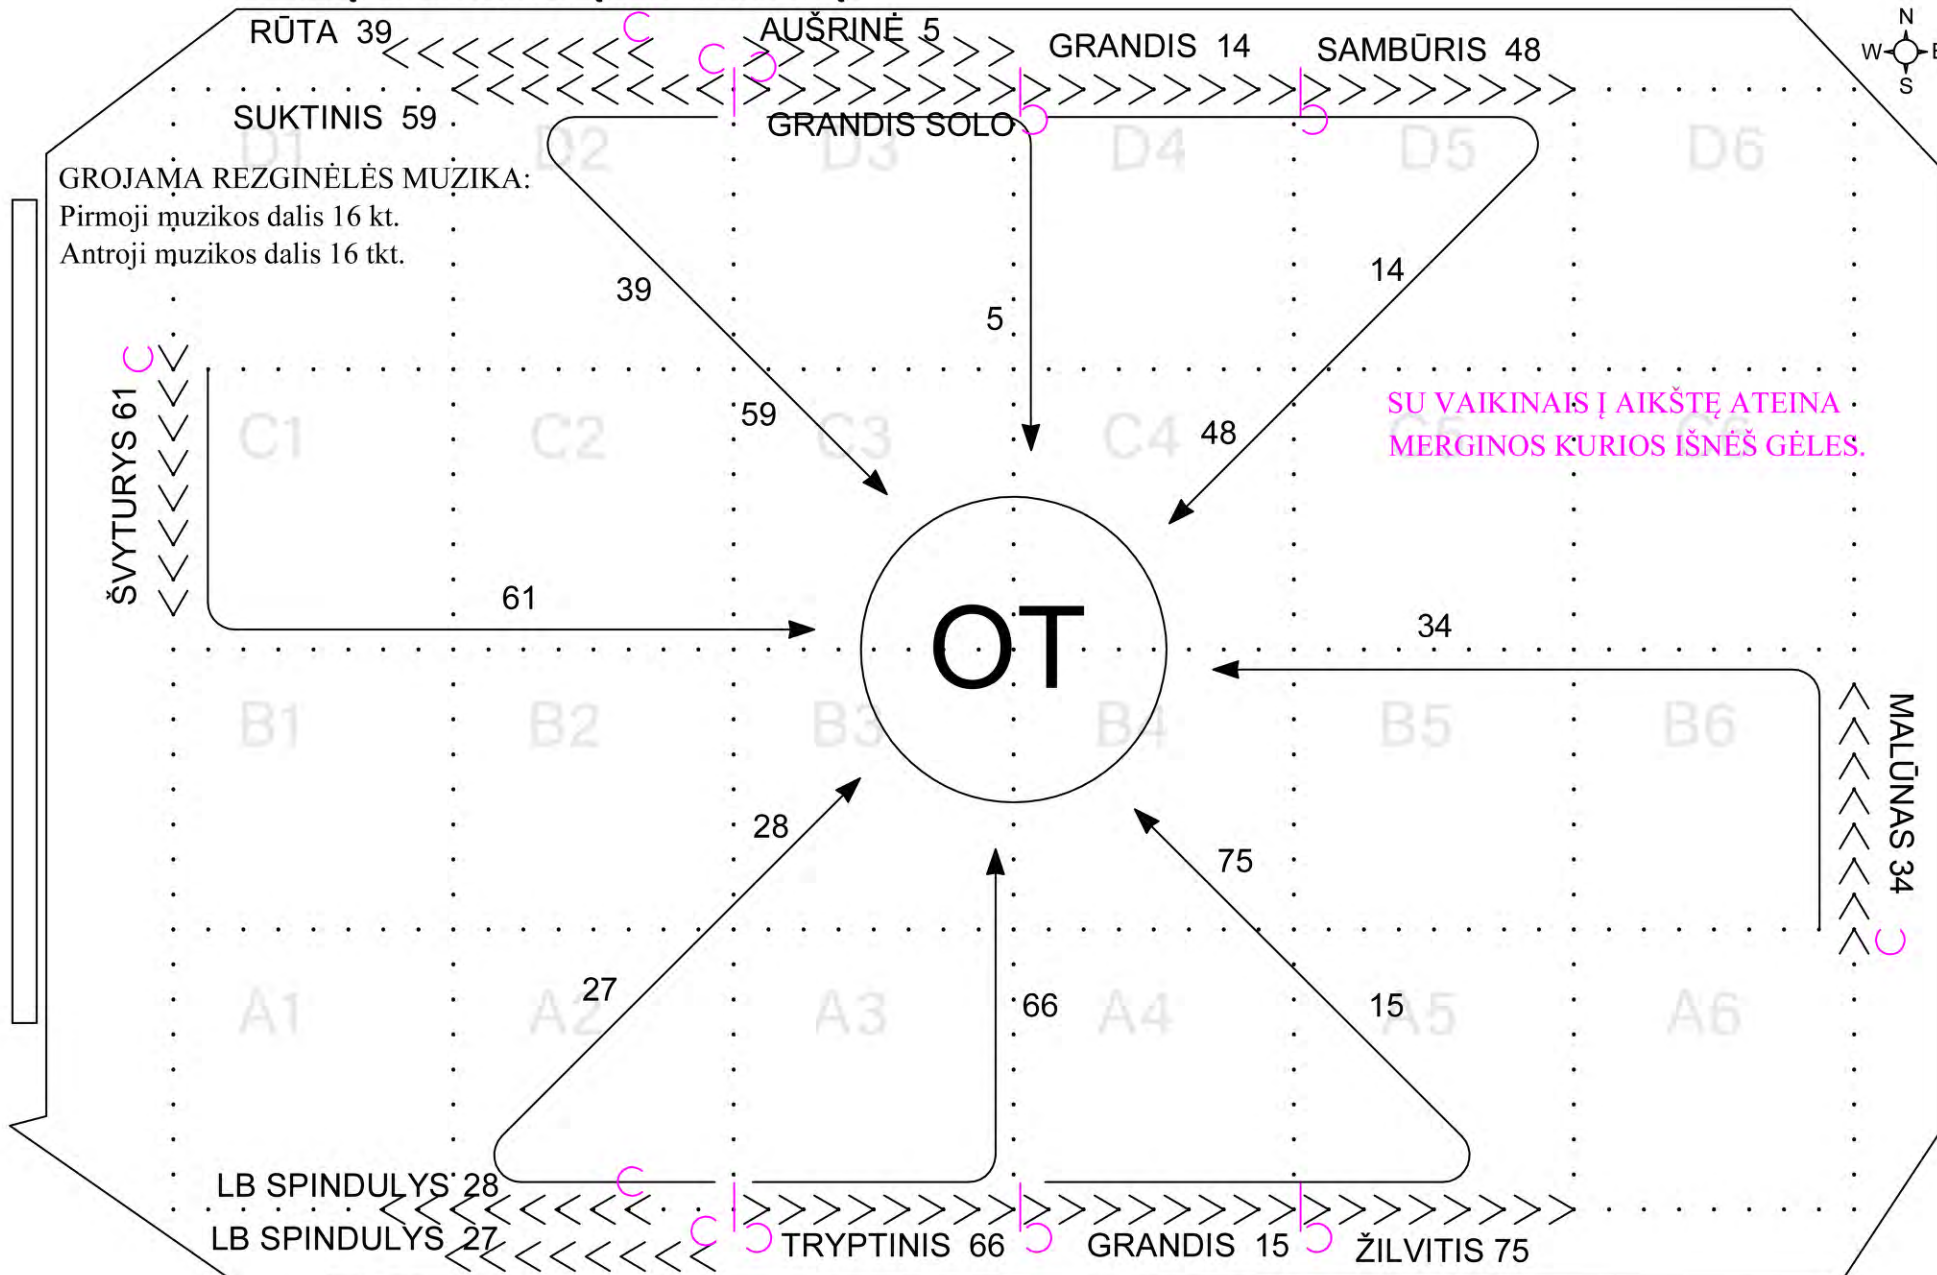 RŪTA 39
AUŠRINĖ 5
GRANDIS 14
SAMBŪRIS 48
N
W
E
S
SUKTINIS 59
GRANDIS SOLO
D1
D2
D3
D4
D5
D6
GROJAMA REZGINĖLĖS MUZIKA:
Pirmoji muzikos dalis 16 kt.
Antroji muzikos dalis 16 tkt.
39
5
14
ŠVYTURYS 61
C1
C2
59
C3
C4
48
SU VAIKINAIS Į AIKŠTĘ ATEINA
MERGINOS KURIOS IŠNEŠ GĖLES.
C5
C6
61
OT
34
B1
B2
B3
B4
B5
B6
MALŪNAS 34
28
75
27
66
15
A1
A2
A3
A4
A5
A6
LB SPINDULYS 28
LB SPINDULYS 27
TRYPTINIS 66
GRANDIS 15
ŽILVITIS 75